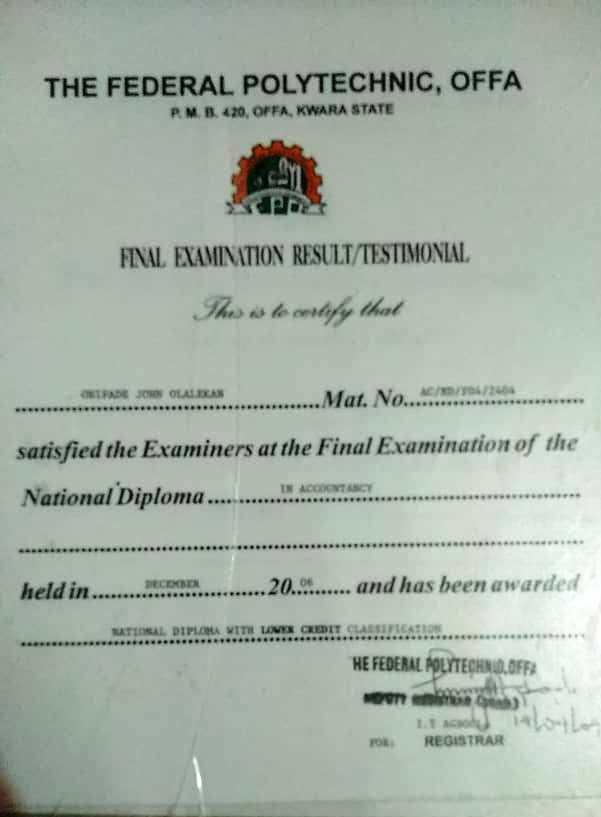 THE FEDERAL POLYTECHNIC, OFFA
P. M. B. 420, OFFA, KWARA STATE
FPO
FINAL EXAMINATION RESULT/TESTIMONIAL
This is to certify that
JOHN OLALEKAN Mat. No. AC/ND/F04/2404
satisfied the Examiners at the Final Examination of the
National Diploma IN ACCOUNTANCY
held in DECEMBER 20 06 and has been awarded
NATIONAL DIPLOMA WITH LOWER CREDIT CLASSIFICATION
HE FEDERAL POLYTECHNIC, OFFA
DEPUTY REGISTRAR
I.T
FOR: REGISTRAR